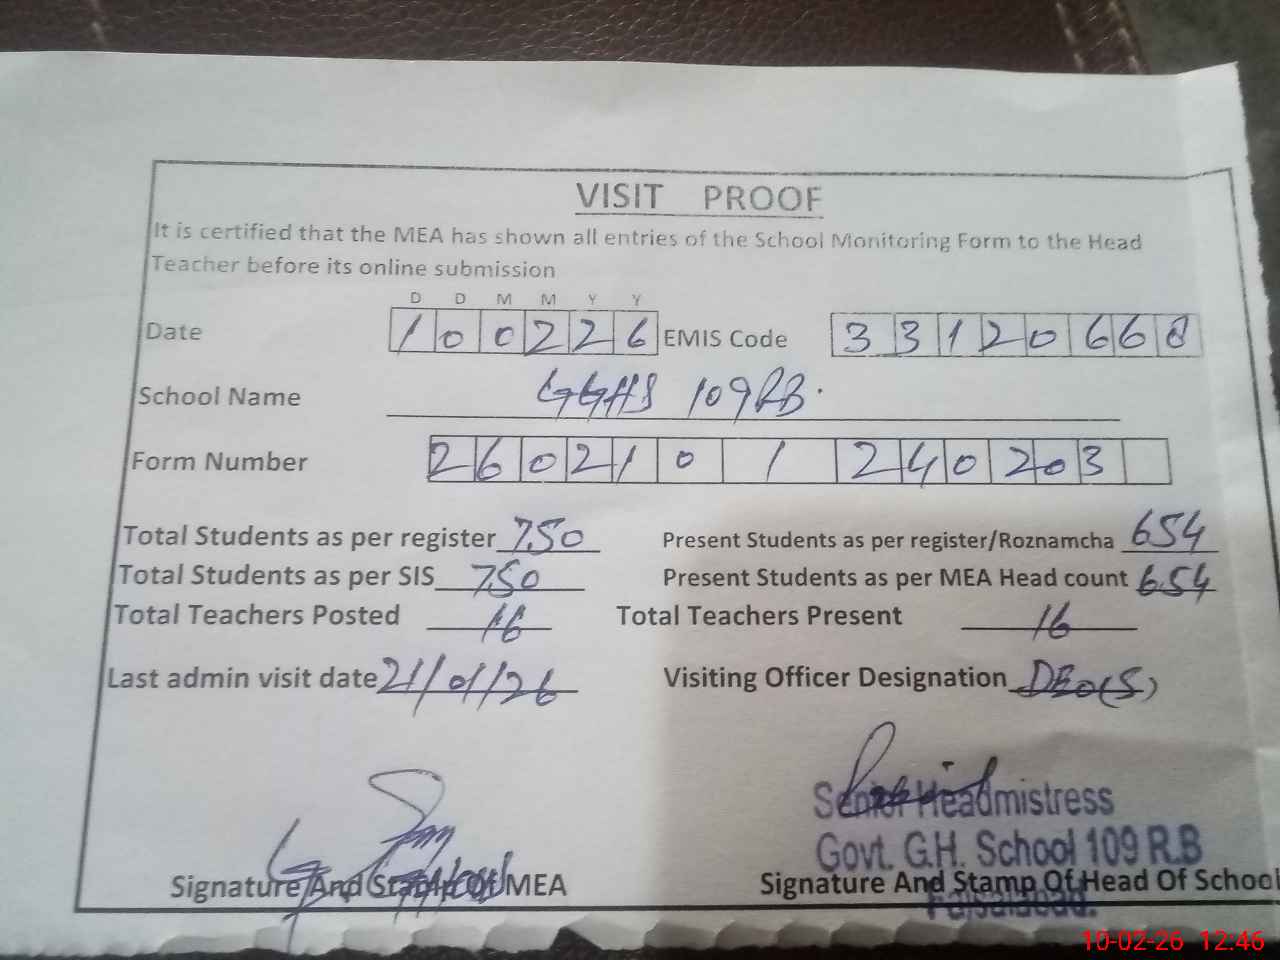 VISIT PROOF
It is certified that the MEA has shown all entries of the School Monitoring Form to the Head
Teacher before its online submission
D D M M Y Y
Date 1 0 0 2 2 6 EMIS Code 3 3 1 2 0 6 6 8
School Name GGHS 109RB.
Form Number 2 6 0 2 1 0 1 2 4 0 2 0 3
Total Students as per register 750 Present Students as per register/Roznamcha 654
Total Students as per SIS 750 Present Students as per MEA Head count 654
Total Teachers Posted 16 Total Teachers Present 16
Last admin visit date 21/01/26 Visiting Officer Designation DEO(S)
Senior Headmistress
Govt. G.H. School 109 R.B
Signature And Stamp Of MEA Signature And Stamp Of Head Of School
Faisalabad.
10-02-26 12:46